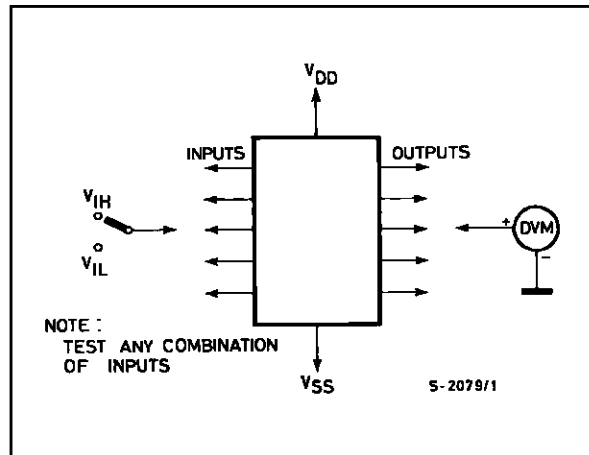 VDD
INPUTS
OUTPUTS
VIH
VIL
+
DVM
-
NOTE :
TEST ANY COMBINATION
OF INPUTS
VSS
S-2079/1